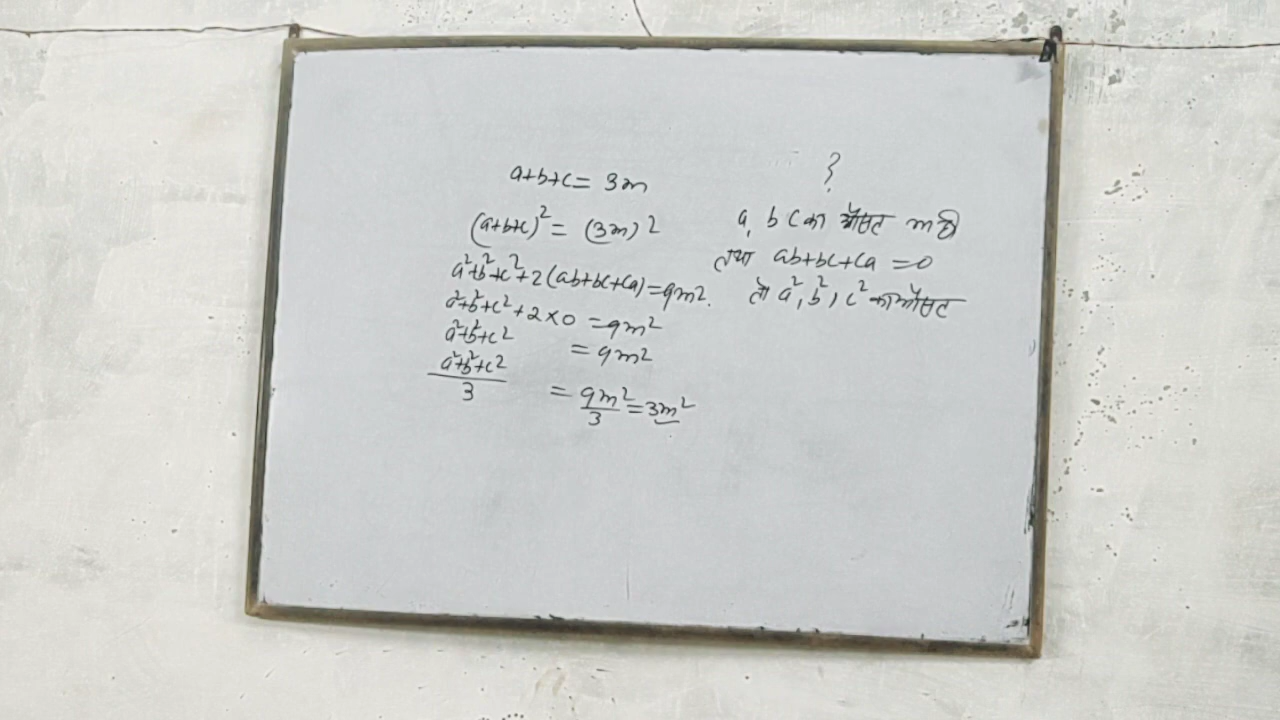 a+b+c = 3m
(a+b+c)² = (3m)²
a²+b²+c²+2(ab+bc+ca)=9m².
a²+b²+c²+2×0 =9m²
a²+b²+c² = 9m²
a²+b²+c²/3 = 9m²/3 =3m²
?
a, b c का औसत m है
तथा ab+bc+ca =0
तो a², b², c² का औसत